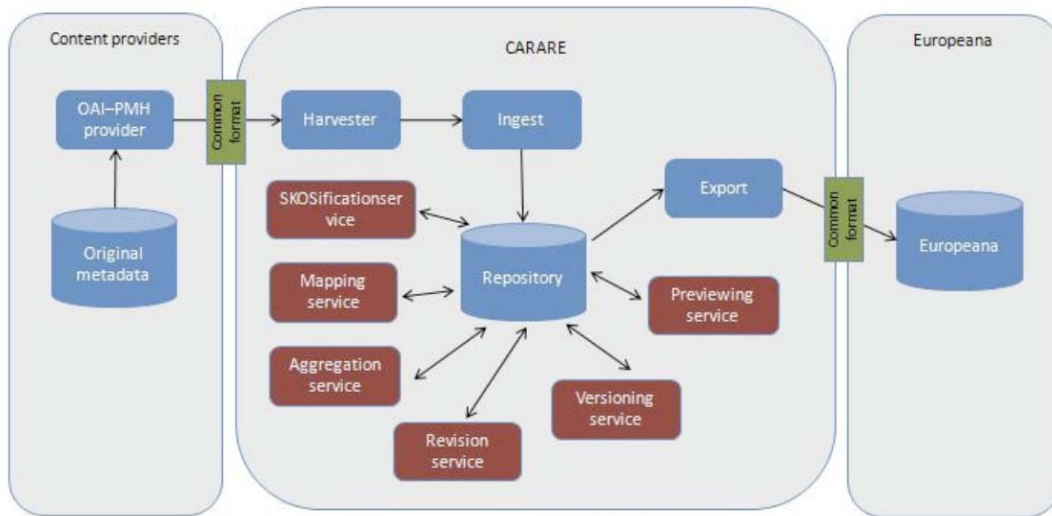 Content providers
CARARE
Europeana
OAI–PMH
provider
Common
format
Harvester
Ingest
Original
metadata
SKOSificationser
vice
Mapping
service
Aggregation
service
Revision
service
Versioning
service
Previewing
service
Repository
Export
Common
format
Europeana